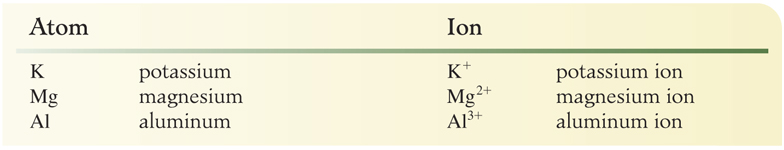 Atom Ion
K potassium K⁺ potassium ion
Mg magnesium Mg²⁺ magnesium ion
Al aluminum Al³⁺ aluminum ion